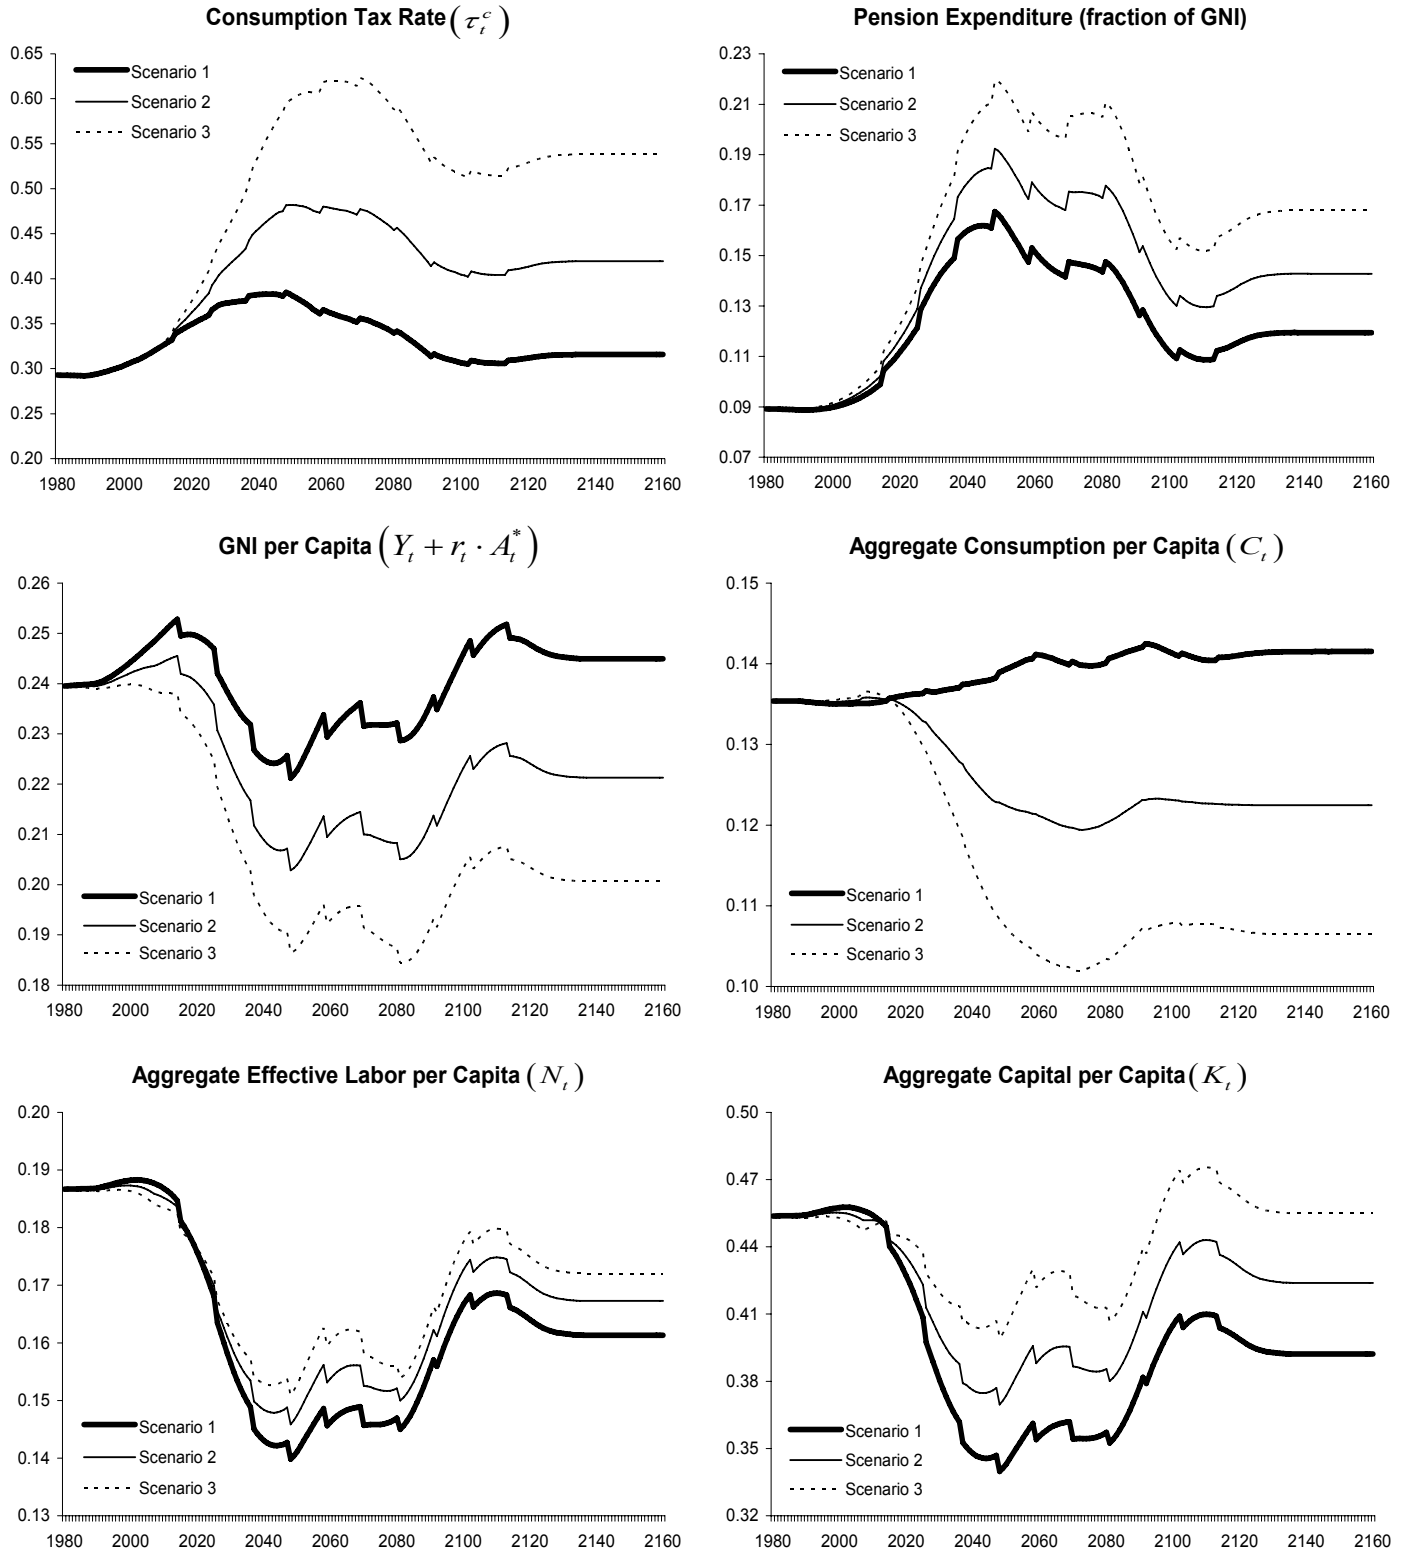 Consumption Tax Rate (τ_t^c)
0.65
0.60
0.55
0.50
0.45
0.40
0.35
0.30
0.25
0.20
Scenario 1
Scenario 2
Scenario 3
1980 2000 2020 2040 2060 2080 2100 2120 2140 2160
Pension Expenditure (fraction of GNI)
0.23
0.21
0.19
0.17
0.15
0.13
0.11
0.09
0.07
Scenario 1
Scenario 2
Scenario 3
1980 2000 2020 2040 2060 2080 2100 2120 2140 2160
GNI per Capita (Y_t + r_t · A_t^*)
0.26
0.25
0.24
0.23
0.22
0.21
0.20
0.19
0.18
Scenario 1
Scenario 2
Scenario 3
1980 2000 2020 2040 2060 2080 2100 2120 2140 2160
Aggregate Consumption per Capita (C_t)
0.15
0.14
0.13
0.12
0.11
0.10
Scenario 1
Scenario 2
Scenario 3
1980 2000 2020 2040 2060 2080 2100 2120 2140 2160
Aggregate Effective Labor per Capita (N_t)
0.20
0.19
0.18
0.17
0.16
0.15
0.14
0.13
Scenario 1
Scenario 2
Scenario 3
1980 2000 2020 2040 2060 2080 2100 2120 2140 2160
Aggregate Capital per Capita (K_t)
0.50
0.47
0.44
0.41
0.38
0.35
0.32
Scenario 1
Scenario 2
Scenario 3
1980 2000 2020 2040 2060 2080 2100 2120 2140 2160